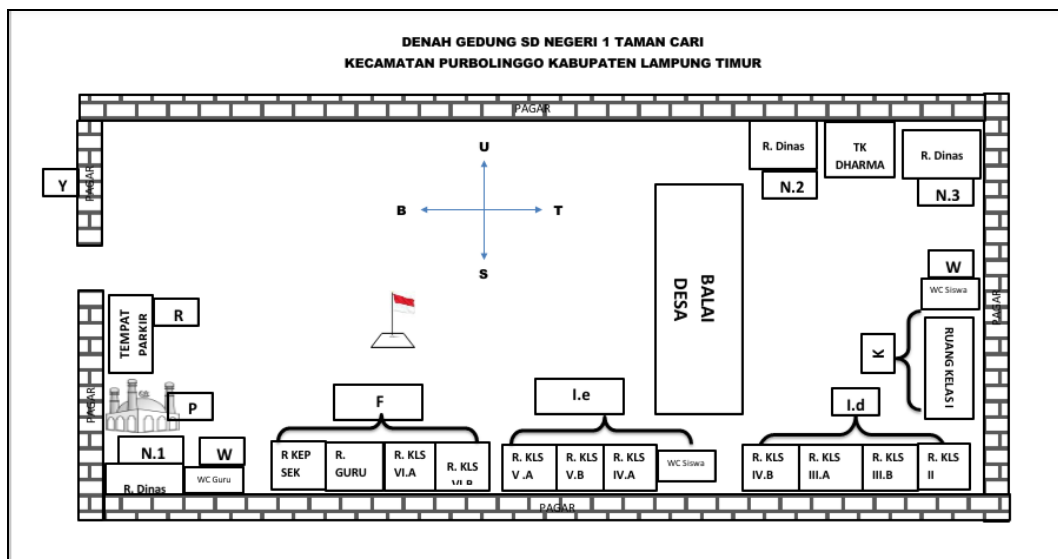 DENAH GEDUNG SD NEGERI 1 TAMAN CARI
KECAMATAN PURBOLINGGO KABUPATEN LAMPUNG TIMUR
PAGAR
PAGAR
Y
U
B
T
S
R. Dinas
N.2
TK
DHARMA
R. Dinas
N.3
BALAI
DESA
W
WC Siswa
PAGAR
K
RUANG KELAS I
TEMPAT
PARKIR
R
PAGAR
P
N.1
R. Dinas
W
WC Guru
F
R KEP
SEK
R.
GURU
R. KLS
VI.A
R. KLS
VI.B
I.e
R. KLS
V .A
R. KLS
V.B
R. KLS
IV.A
WC Siswa
I.d
R. KLS
IV.B
R. KLS
III.A
R. KLS
III.B
R. KLS
II
PAGAR